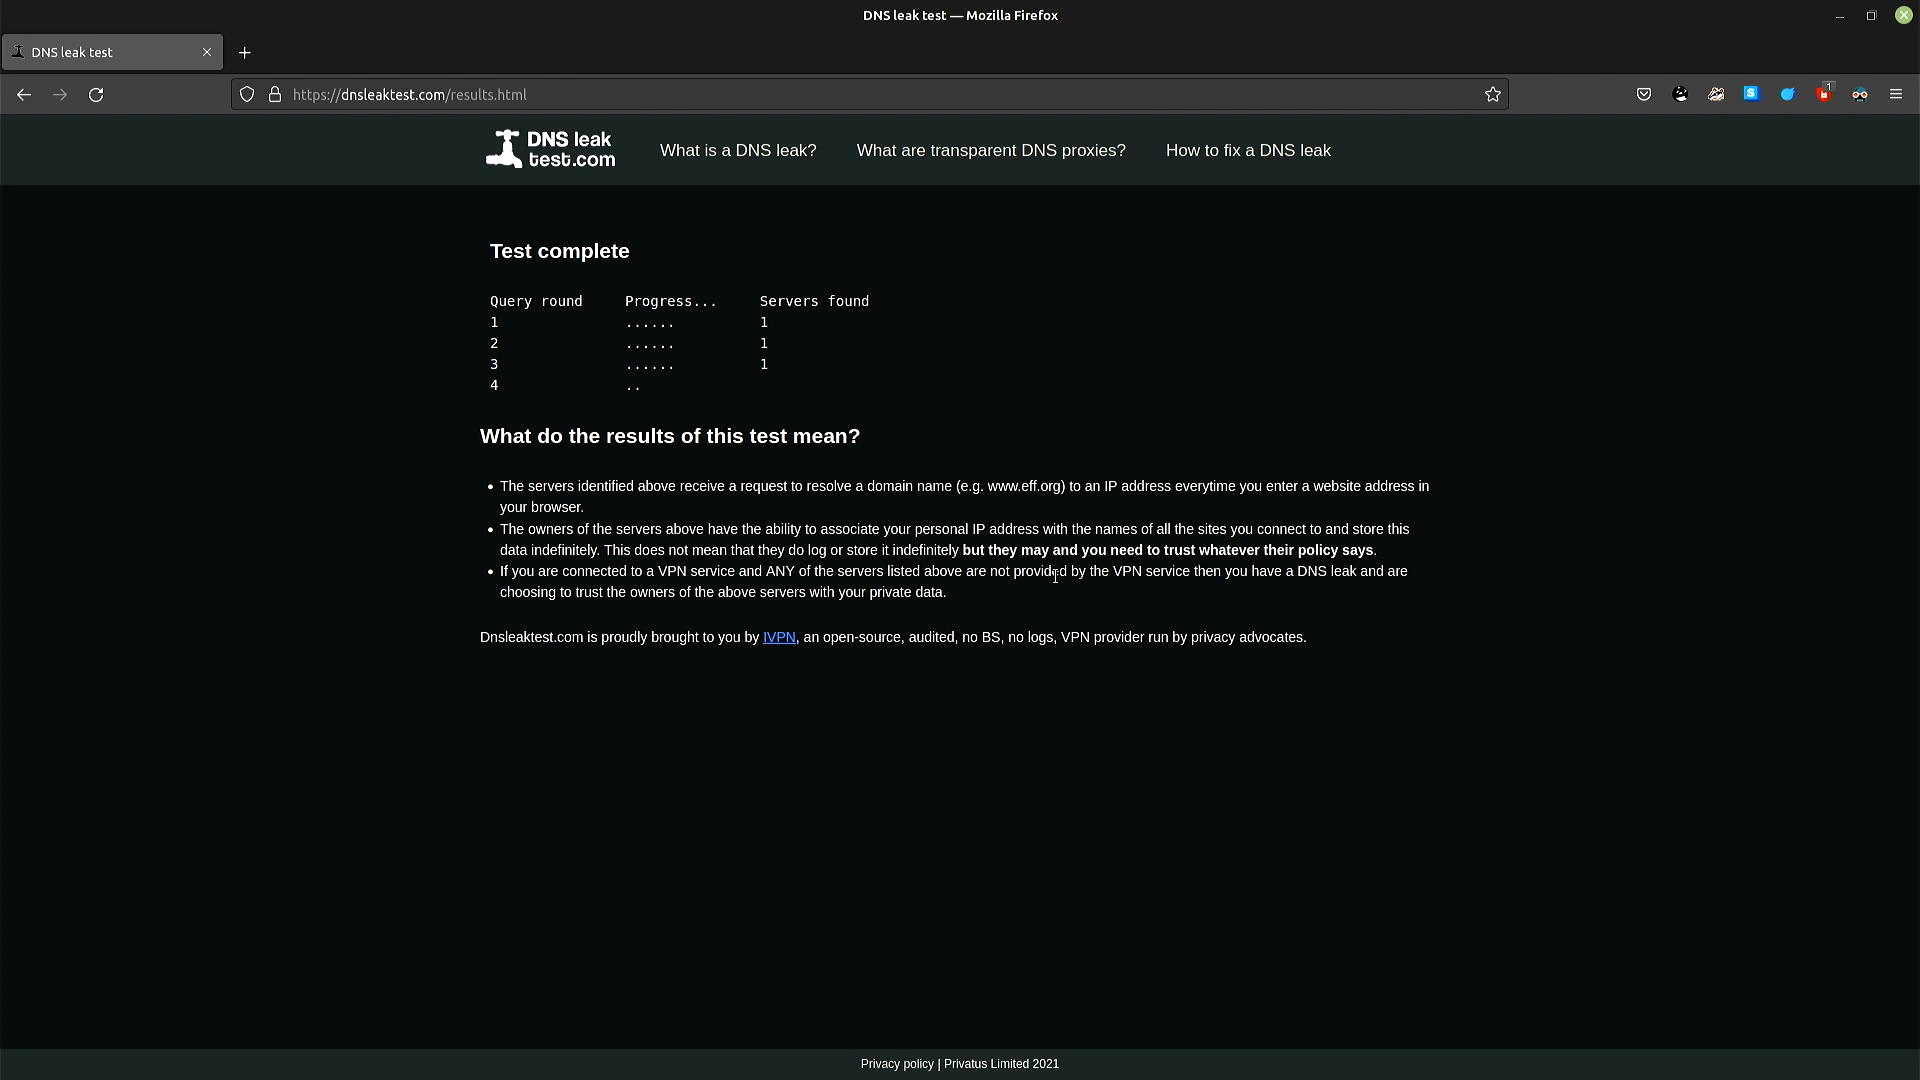 DNS leak test — Mozilla Firefox
DNS leak test
https://dnsleaktest.com/results.html
S
1
DNS leak
test.com
What is a DNS leak?
What are transparent DNS proxies?
How to fix a DNS leak
Test complete
Query round Progress... Servers found
1 ...... 1
2 ...... 1
3 ...... 1
4 ..
What do the results of this test mean?
The servers identified above receive a request to resolve a domain name (e.g. www.eff.org) to an IP address everytime you enter a website address in
your browser.
The owners of the servers above have the ability to associate your personal IP address with the names of all the sites you connect to and store this
data indefinitely. This does not mean that they do log or store it indefinitely but they may and you need to trust whatever their policy says.
If you are connected to a VPN service and ANY of the servers listed above are not provided by the VPN service then you have a DNS leak and are
choosing to trust the owners of the above servers with your private data.
Dnsleaktest.com is proudly brought to you by IVPN, an open-source, audited, no BS, no logs, VPN provider run by privacy advocates.
Privacy policy | Privatus Limited 2021